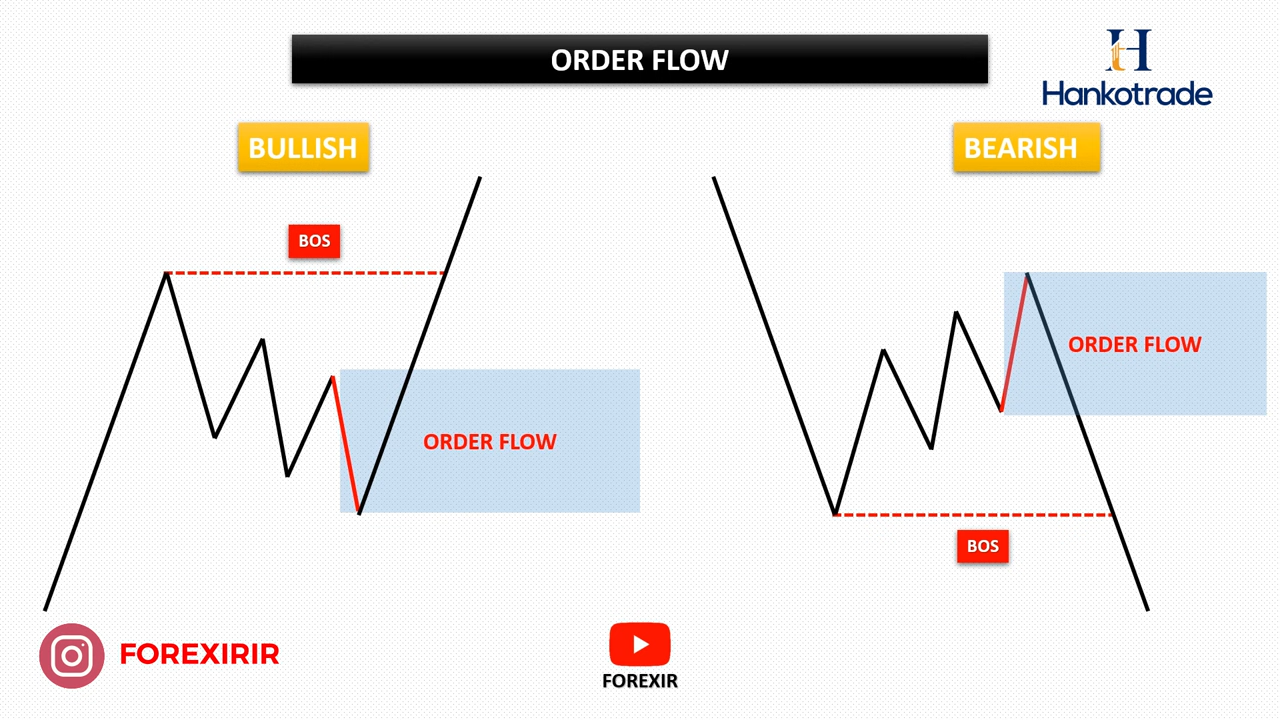 ORDER FLOW
Hankotrade
BULLISH
BEARISH
BOS
ORDER FLOW
ORDER FLOW
BOS
FOREXIRIR
FOREXIR